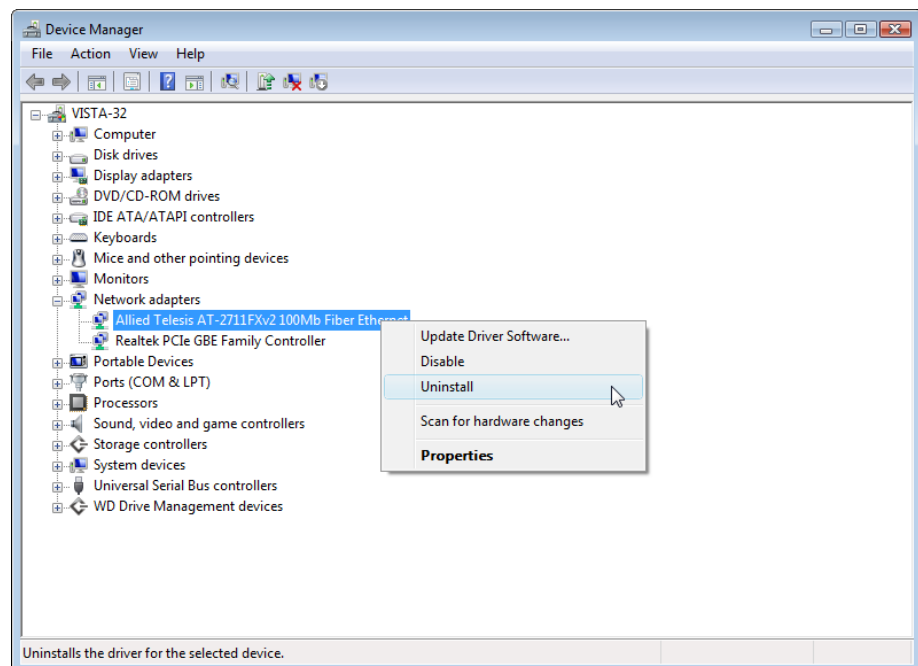 Device Manager
File Action View Help
VISTA-32
Computer
Disk drives
Display adapters
DVD/CD-ROM drives
IDE ATA/ATAPI controllers
Keyboards
Mice and other pointing devices
Monitors
Network adapters
Allied Telesis AT-2711FXv2 100Mb Fiber Ethernet
Realtek PCIe GBE Family Controller
Portable Devices
Ports (COM & LPT)
Processors
Sound, video and game controllers
Storage controllers
System devices
Universal Serial Bus controllers
WD Drive Management devices
Update Driver Software...
Disable
Uninstall
Scan for hardware changes
Properties
Uninstalls the driver for the selected device.